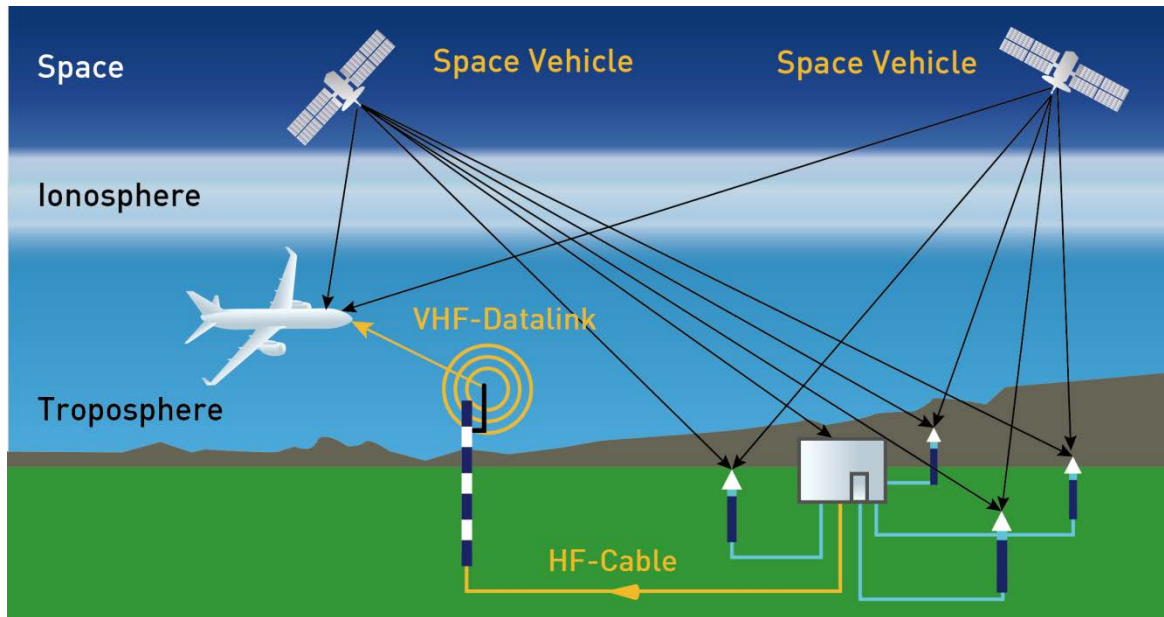 Space
Space Vehicle
Space Vehicle
Ionosphere
VHF-Datalink
Troposphere
HF-Cable